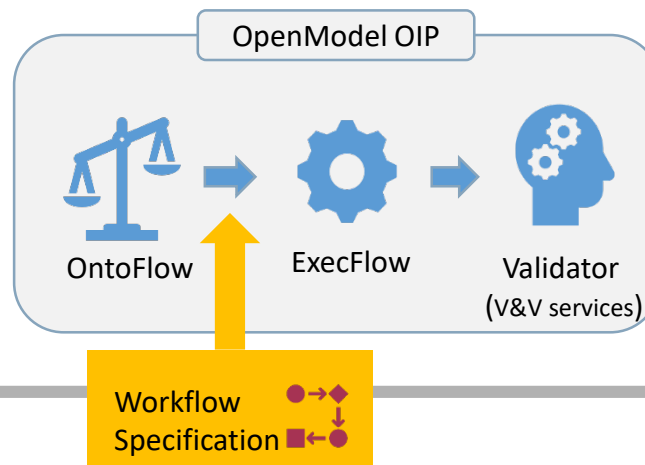 OpenModel OIP
OntoFlow
ExecFlow
Validator
(V&V services)
Workflow
Specification